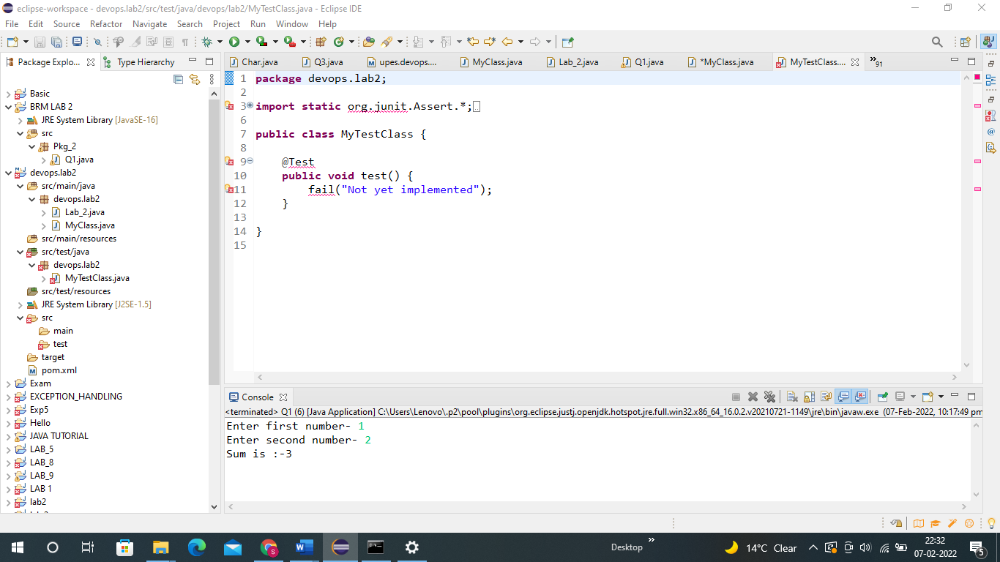 eclipse-workspace - devops.lab2/src/test/java/devops/lab2/MyTestClass.java - Eclipse IDE
File Edit Source Refactor Navigate Search Project Run Window Help
Package Explo... Type Hierarchy
Char.java Q3.java upes.devops.... MyClass.java Lab_2.java Q1.java *MyClass.java MyTestClass.... 91
Basic
BRM LAB 2
JRE System Library [JavaSE-16]
src
Pkg_2
Q1.java
devops.lab2
src/main/java
devops.lab2
Lab_2.java
MyClass.java
src/main/resources
src/test/java
devops.lab2
MyTestClass.java
src/test/resources
JRE System Library [J2SE-1.5]
src
main
test
target
pom.xml
Exam
EXCEPTION_HANDLING
Exp5
Hello
JAVA TUTORIAL
LAB_5
LAB_8
LAB_9
LAB 1
lab2
1 package devops.lab2;
2
3 import static org.junit.Assert.*;
6
7 public class MyTestClass {
8
9 @Test
10 public void test() {
11 fail("Not yet implemented");
12 }
13
14 }
15
Console
<terminated> Q1 (6) [Java Application] C:\Users\Lenovo\.p2\pool\plugins\org.eclipse.justj.openjdk.hotspot.jre.full.win32.x86_64_16.0.2.v20210721-1149\jre\bin\javaw.exe (07-Feb-2022, 10:17:49 pm
Enter first number- 1
Enter second number- 2
Sum is :-3
Desktop
14°C Clear
22:32
07-02-2022
5